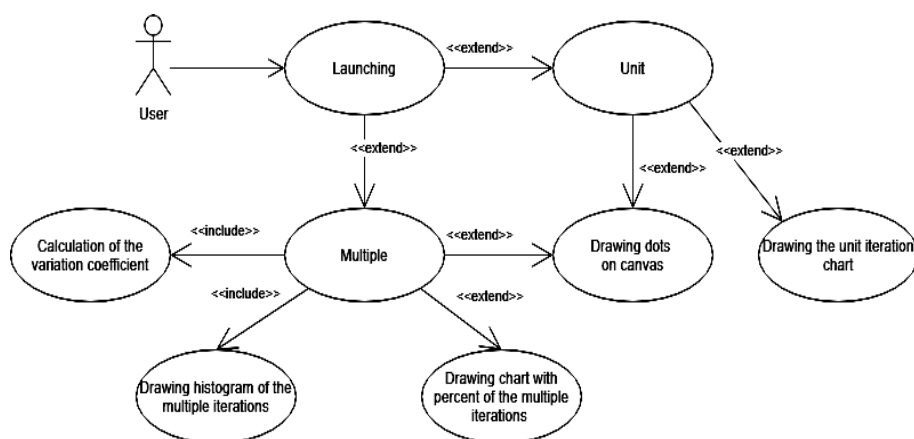 <<extend>>
Launching
Unit
User
<<extend>>
<<extend>>
<<extend>>
<<include>>
<<extend>>
Calculation of the
variation coefficient
Multiple
Drawing dots
on canvas
Drawing the unit iteration
chart
<<include>>
<<extend>>
Drawing histogram of the
multiple iterations
Drawing chart with
percent of the multiple
iterations